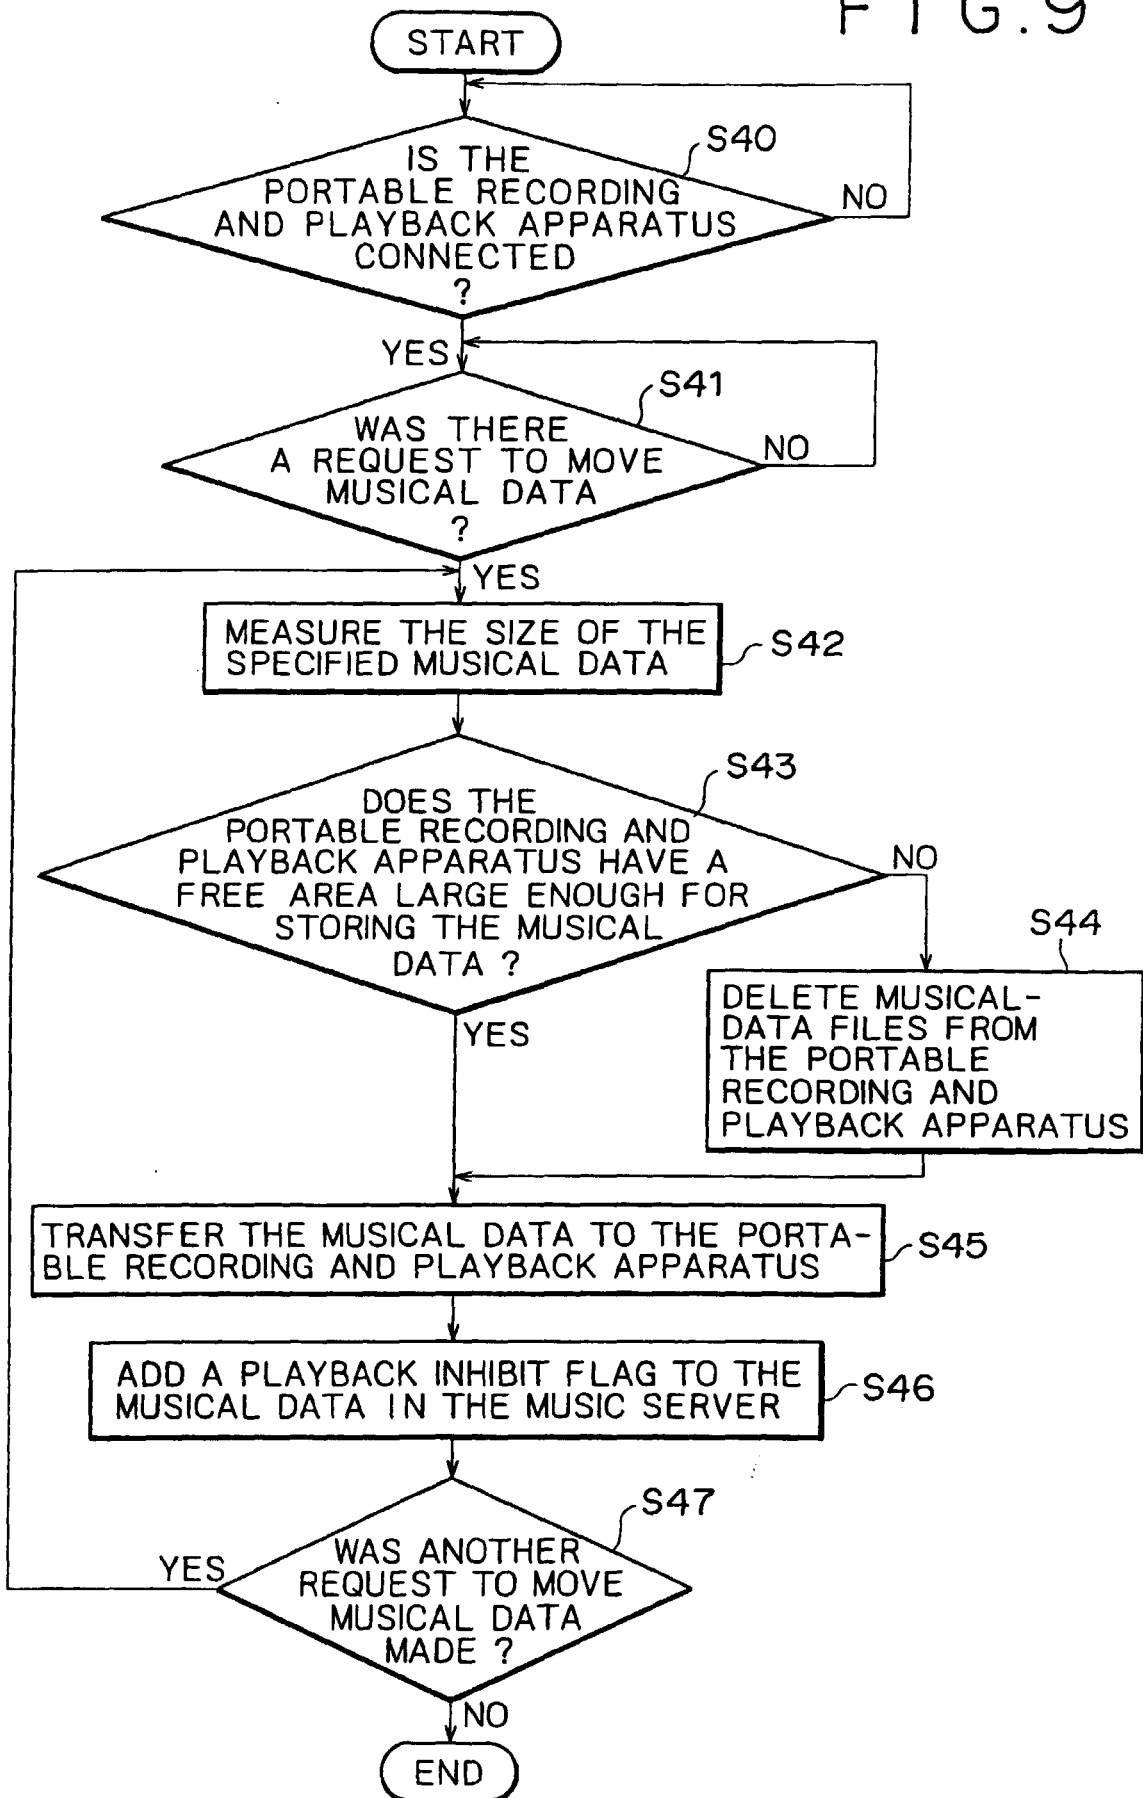 FIG.9
START
S40
IS THE
PORTABLE RECORDING
AND PLAYBACK APPARATUS
CONNECTED
?
NO
YES
S41
WAS THERE
A REQUEST TO MOVE
MUSICAL DATA
?
NO
YES
MEASURE THE SIZE OF THE
SPECIFIED MUSICAL DATA
S42
S43
DOES THE
PORTABLE RECORDING AND
PLAYBACK APPARATUS HAVE A
FREE AREA LARGE ENOUGH FOR
STORING THE MUSICAL
DATA ?
NO
YES
S44
DELETE MUSICAL-
DATA FILES FROM
THE PORTABLE
RECORDING AND
PLAYBACK APPARATUS
TRANSFER THE MUSICAL DATA TO THE PORTA-
BLE RECORDING AND PLAYBACK APPARATUS
S45
ADD A PLAYBACK INHIBIT FLAG TO THE
MUSICAL DATA IN THE MUSIC SERVER
S46
S47
WAS ANOTHER
REQUEST TO MOVE
MUSICAL DATA
MADE ?
YES
NO
END